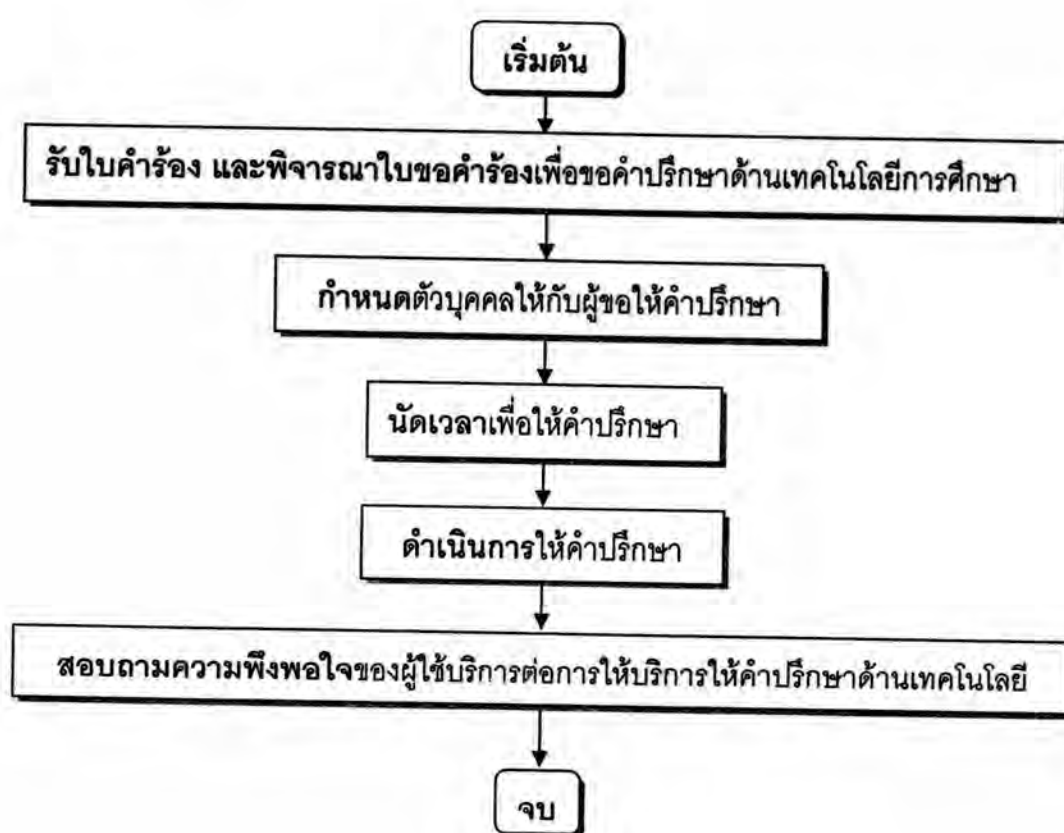 เริ่มต้น
รับใบคำร้อง และพิจารณาใบขอคำร้องเพื่อขอคำปรึกษาด้านเทคโนโลยีการศึกษา
กำหนดตัวบุคคลให้กับผู้ขอให้คำปรึกษา
นัดเวลาเพื่อให้คำปรึกษา
ดำเนินการให้คำปรึกษา
สอบถามความพึงพอใจของผู้ใช้บริการต่อการให้บริการให้คำปรึกษาด้านเทคโนโลยี
จบ